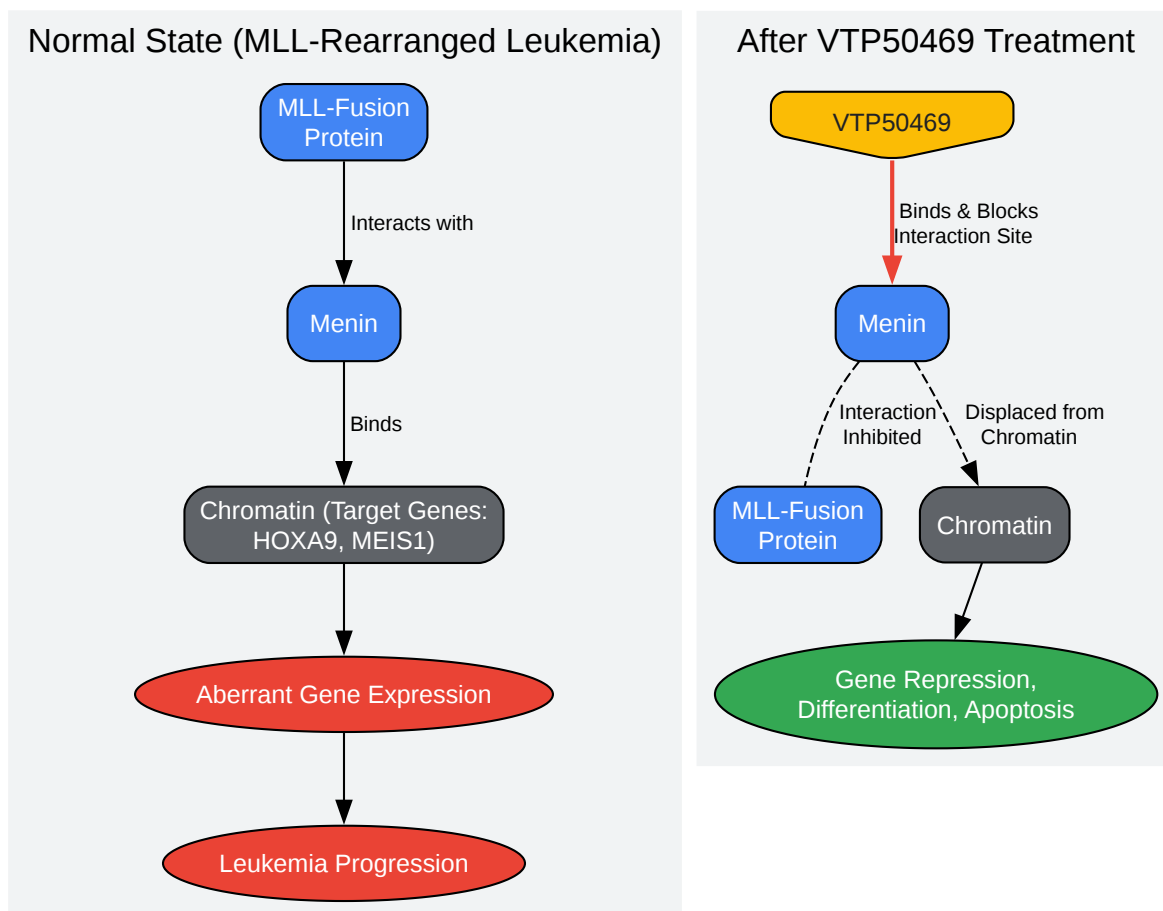 Normal State (MLL-Rearranged Leukemia)
MLL-Fusion
Protein
Interacts with
Menin
Binds
Chromatin (Target Genes:
HOXA9, MEIS1)
Aberrant Gene Expression
Leukemia Progression
After VTP50469 Treatment
VTP50469
Binds & Blocks
Interaction Site
Menin
Interaction
Inhibited
Displaced from
Chromatin
MLL-Fusion
Protein
Chromatin
Gene Repression,
Differentiation, Apoptosis